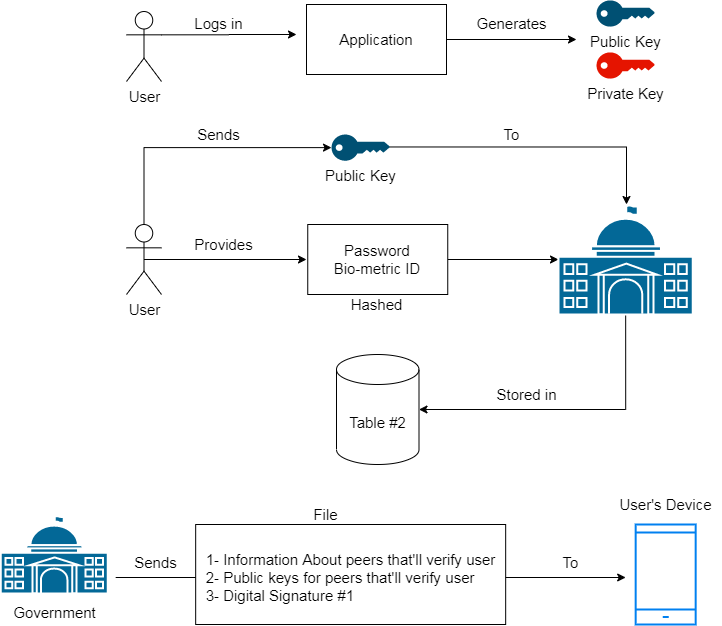 Logs in
Application
Generates
Public Key
Private Key
User
Sends
Public Key
To
Provides
Password
Bio-metric ID
Hashed
User
Stored in
Table #2
File
Government
Sends
1- Information About peers that'll verify user
2- Public keys for peers that'll verify user
3- Digital Signature #1
To
User's Device